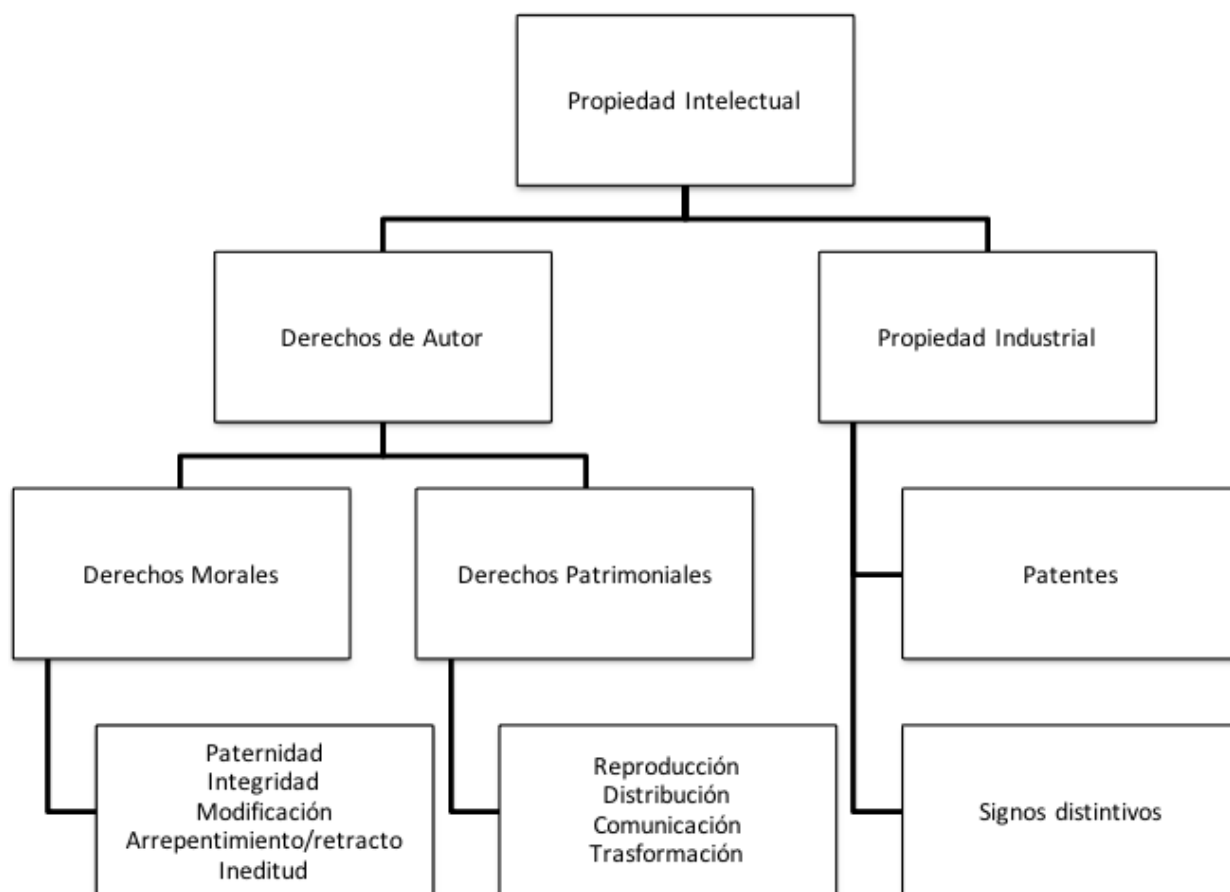 Propiedad Intelectual
Derechos de Autor
Propiedad Industrial
Derechos Morales
Derechos Patrimoniales
Patentes
Paternidad
Integridad
Modificación
Arrepentimiento/retracto
Ineditud
Reproducción
Distribución
Comunicación
Trasformación
Signos distintivos